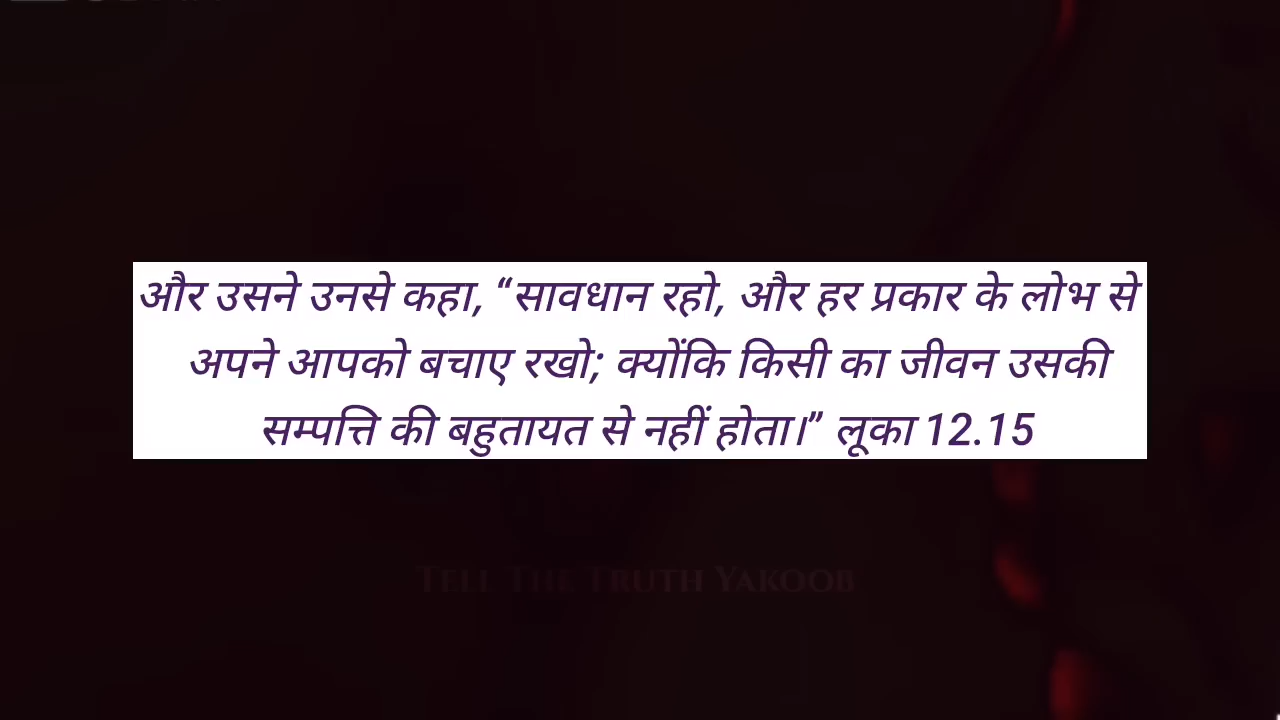 और उसने उनसे कहा, “सावधान रहो, और हर प्रकार के लोभ से
अपने आपको बचाए रखो; क्योंकि किसी का जीवन उसकी
सम्पत्ति की बहुतायत से नहीं होता।” लूका 12.15
TELL THE TRUTH YAKOOB